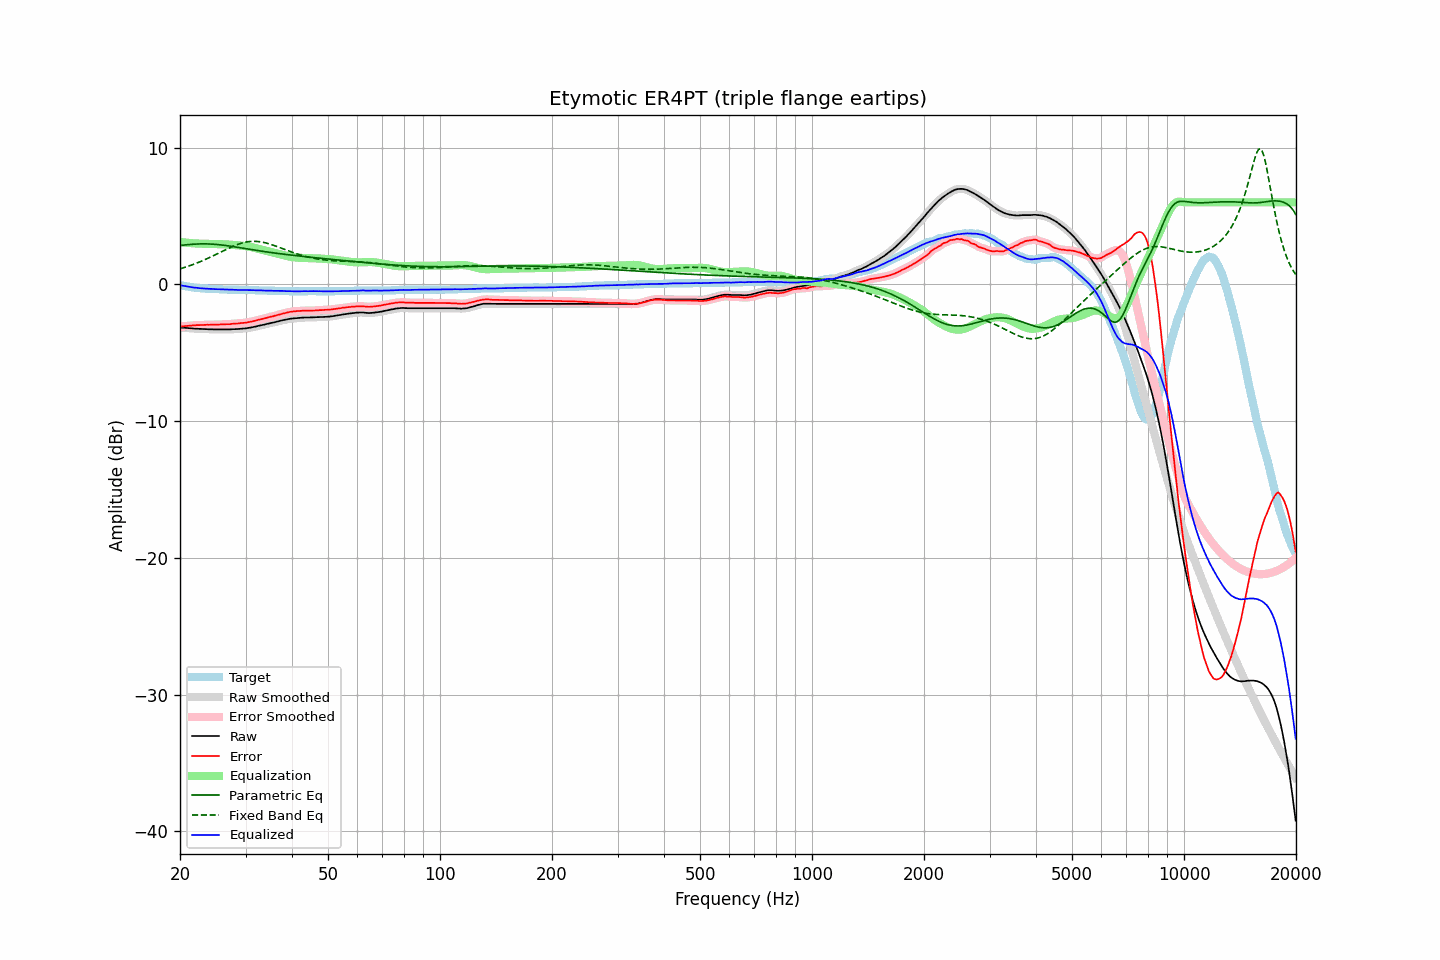 Etymotic ER4PT (triple flange eartips)
10
0
−10
−20
−30
−40
Amplitude (dBr)
Target
Raw Smoothed
Error Smoothed
Raw
Error
Equalization
Parametric Eq
Fixed Band Eq
Equalized
20
50
100
200
500
1000
2000
5000
10000
20000
Frequency (Hz)